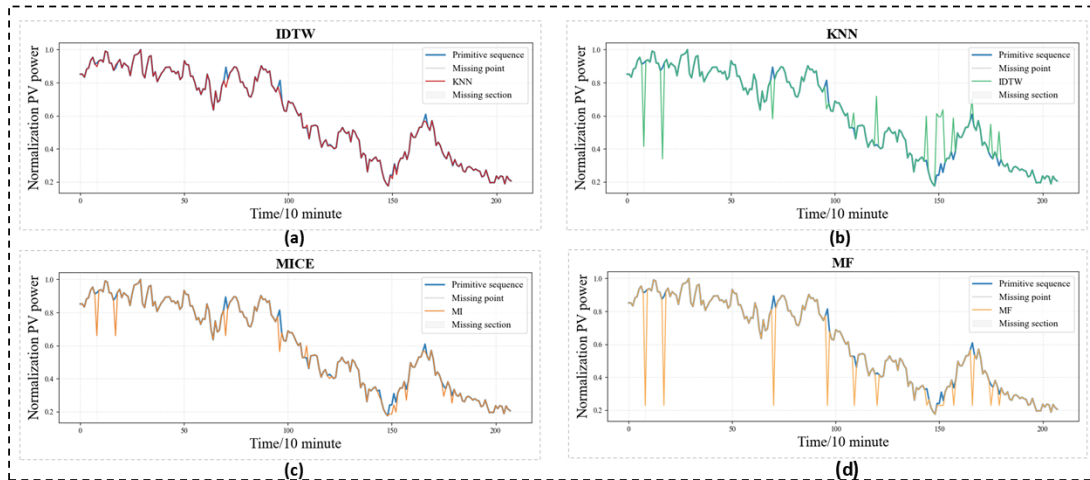 IDTW
Normalization PV power
1.0
0.8
0.6
0.4
0.2
Primitive sequence
Missing point
KNN
Missing section
0 50 100 150 200
Time/10 minute
(a)
KNN
Normalization PV power
1.0
0.8
0.6
0.4
0.2
Primitive sequence
Missing point
IDTW
Missing section
0 50 100 150 200
Time/10 minute
(b)
MICE
Normalization PV power
1.0
0.8
0.6
0.4
0.2
Primitive sequence
Missing point
MI
Missing section
0 50 100 150 200
Time/10 minute
(c)
MF
Normalization PV power
1.0
0.8
0.6
0.4
0.2
Primitive sequence
Missing point
MF
Missing section
0 50 100 150 200
Time/10 minute
(d)